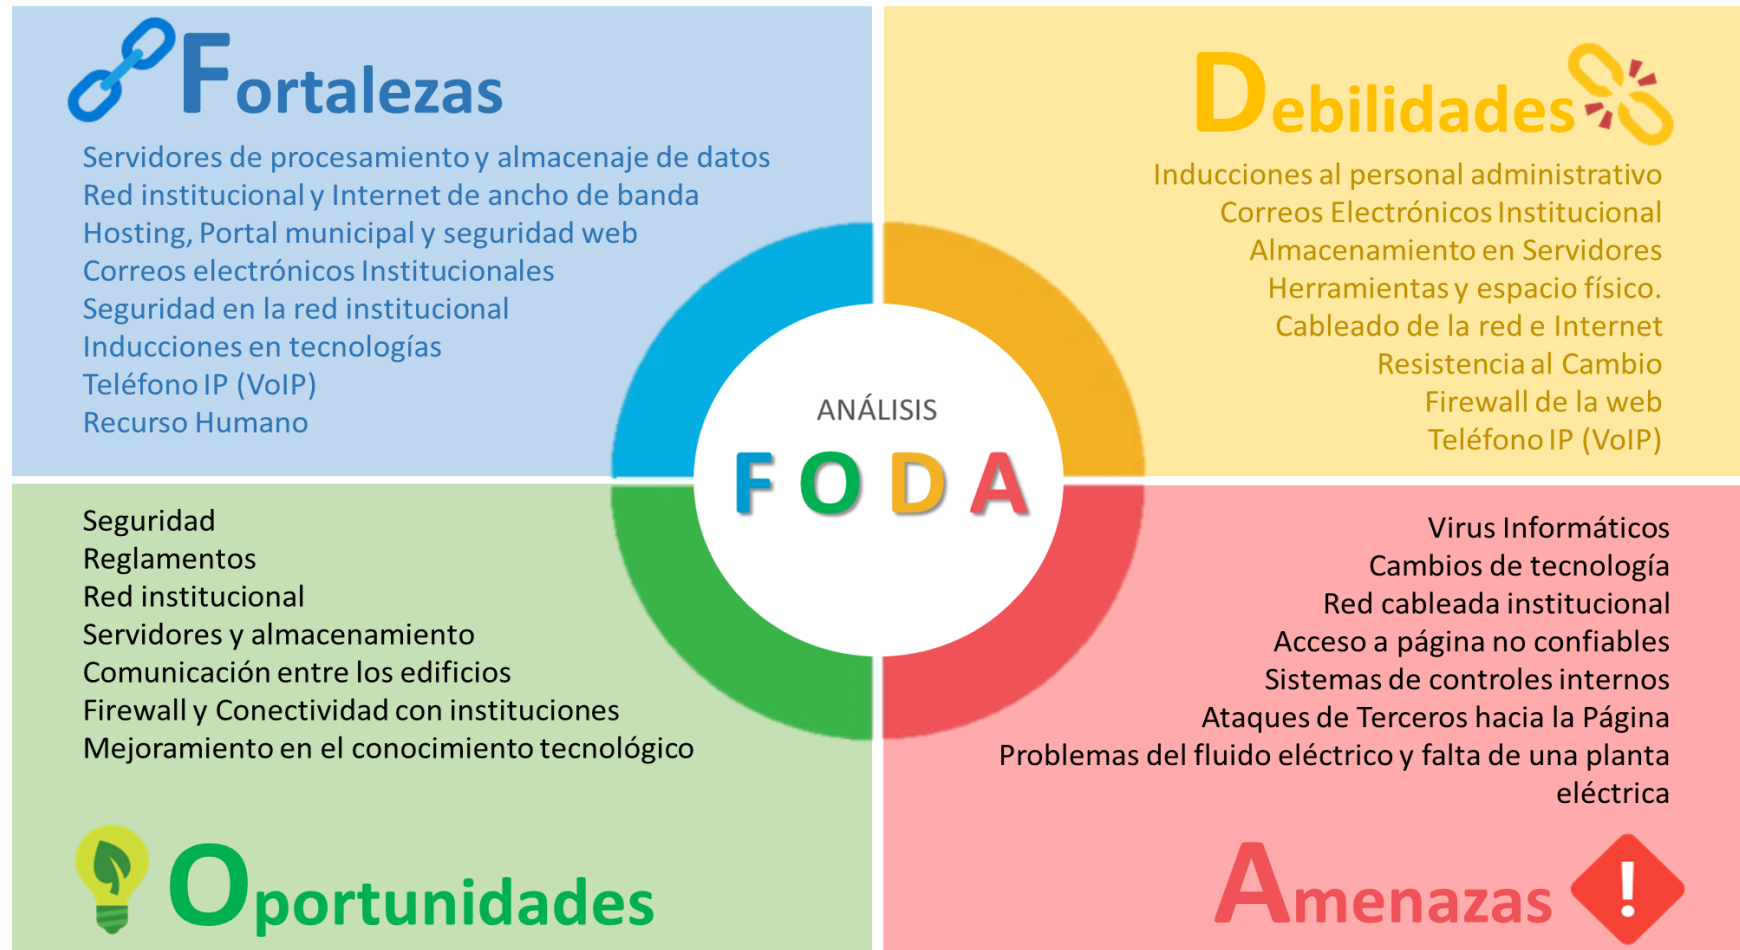 Fortalezas
Servidores de procesamiento y almacenaje de datos
Red institucional y Internet de ancho de banda
Hosting, Portal municipal y seguridad web
Correos electrónicos Institucionales
Seguridad en la red institucional
Inducciones en tecnologías
Teléfono IP (VoIP)
Recurso Humano
Debilidades
Inducciones al personal administrativo
Correos Electrónicos Institucional
Almacenamiento en Servidores
Herramientas y espacio físico.
Cableado de la red e Internet
Resistencia al Cambio
Firewall de la web
Teléfono IP (VoIP)
ANÁLISIS
FODA
Seguridad
Reglamentos
Red institucional
Servidores y almacenamiento
Comunicación entre los edificios
Firewall y Conectividad con instituciones
Mejoramiento en el conocimiento tecnológico
Oportunidades
Virus Informáticos
Cambios de tecnología
Red cableada institucional
Acceso a página no confiables
Sistemas de controles internos
Ataques de Terceros hacia la Página
Problemas del fluido eléctrico y falta de una planta
eléctrica
Amenazas
!